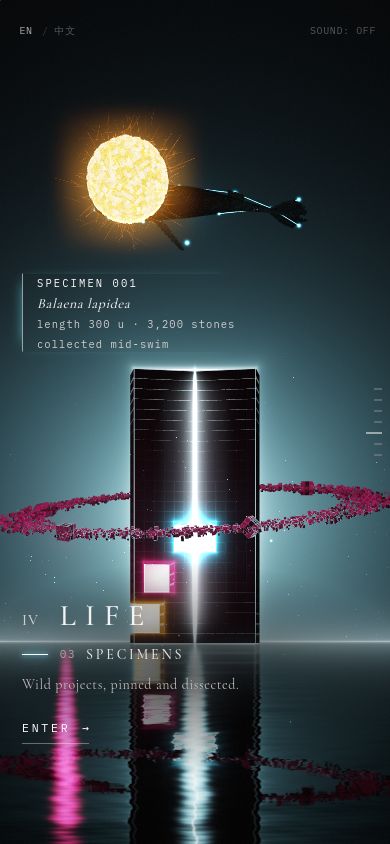 EN / 中文
SOUND: OFF
SPECIMEN 001
Balaena lapidea
length 300 u · 3,200 stones
collected mid-swim
IV LIFE
03 SPECIMENS
Wild projects, pinned and dissected.
ENTER →